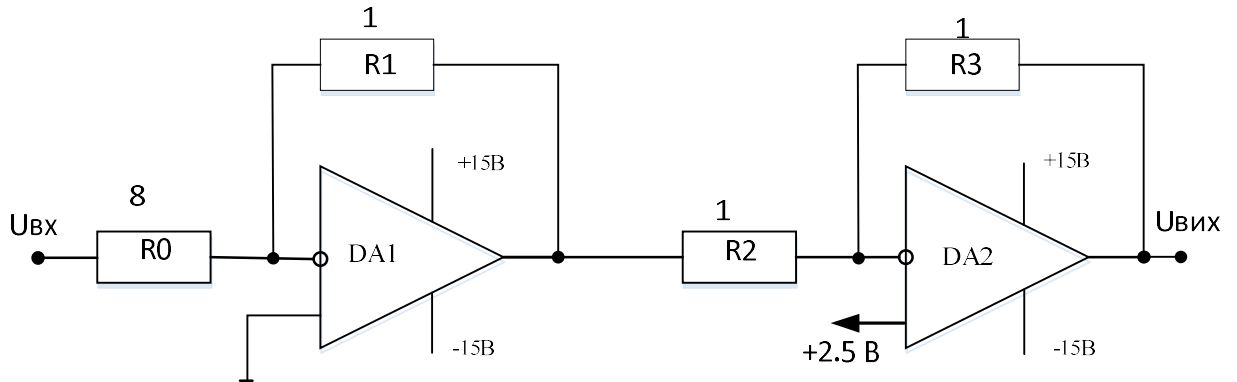 1
R1
1
R3
+15В
+15В
8
Uвх
R0
DA1
1
R2
DA2
Uвих
+2.5 В
-15В
-15В